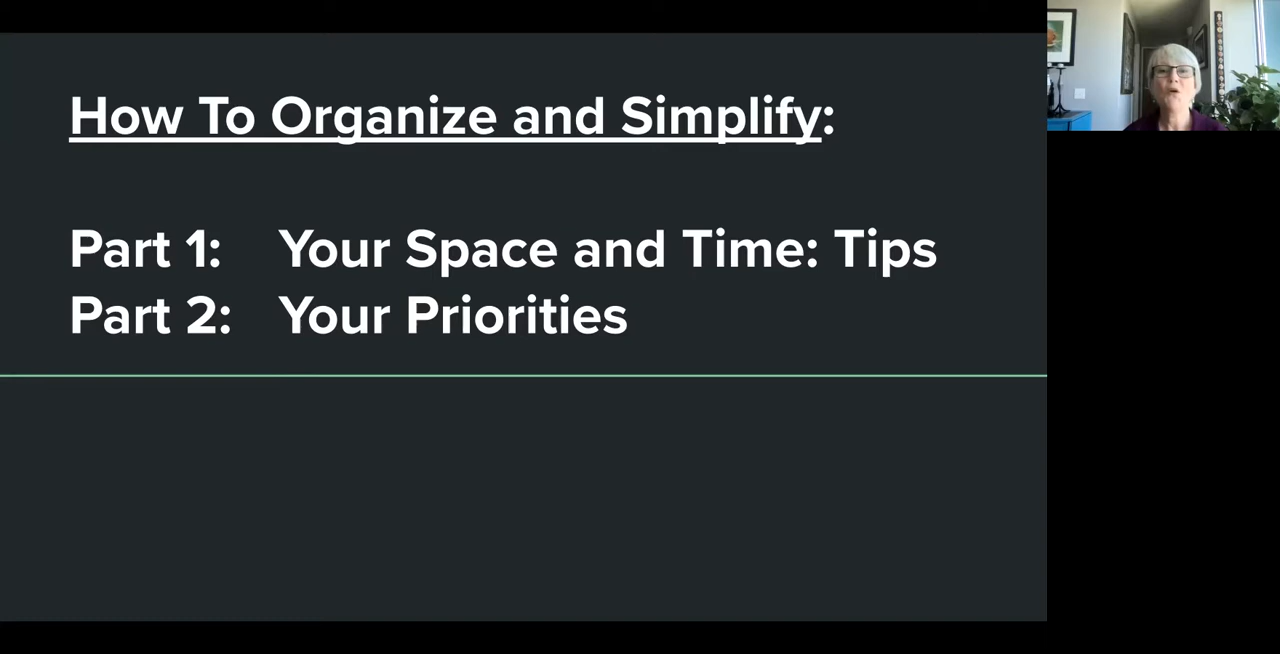 How To Organize and Simplify:
Part 1: Your Space and Time: Tips
Part 2: Your Priorities